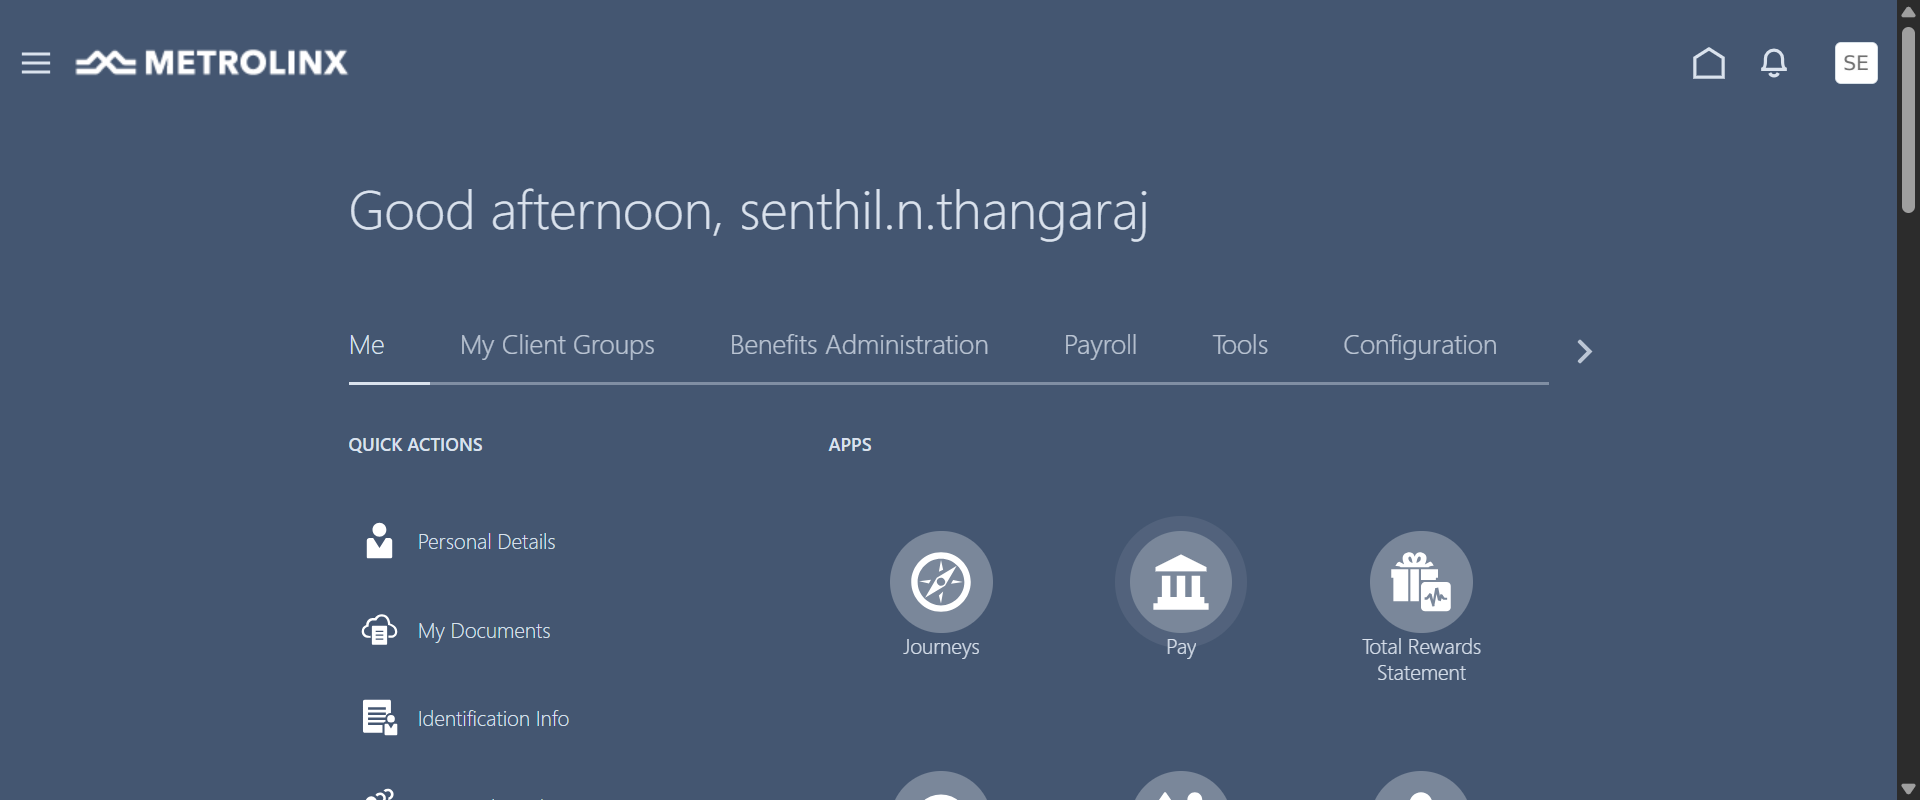 METROLINX
SE
Good afternoon, senthil.n.thangaraj
Me
My Client Groups
Benefits Administration
Payroll
Tools
Configuration
QUICK ACTIONS
APPS
Personal Details
My Documents
Identification Info
Journeys
Pay
Total Rewards
Statement